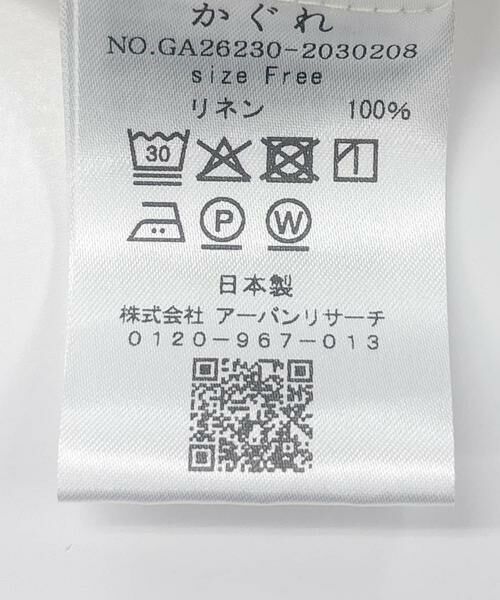 かぐれ
NO.GA26230-2030208
size Free
リネン 100%
30
P W
日本製
株式会社 アーバンリサーチ
0120-967-013